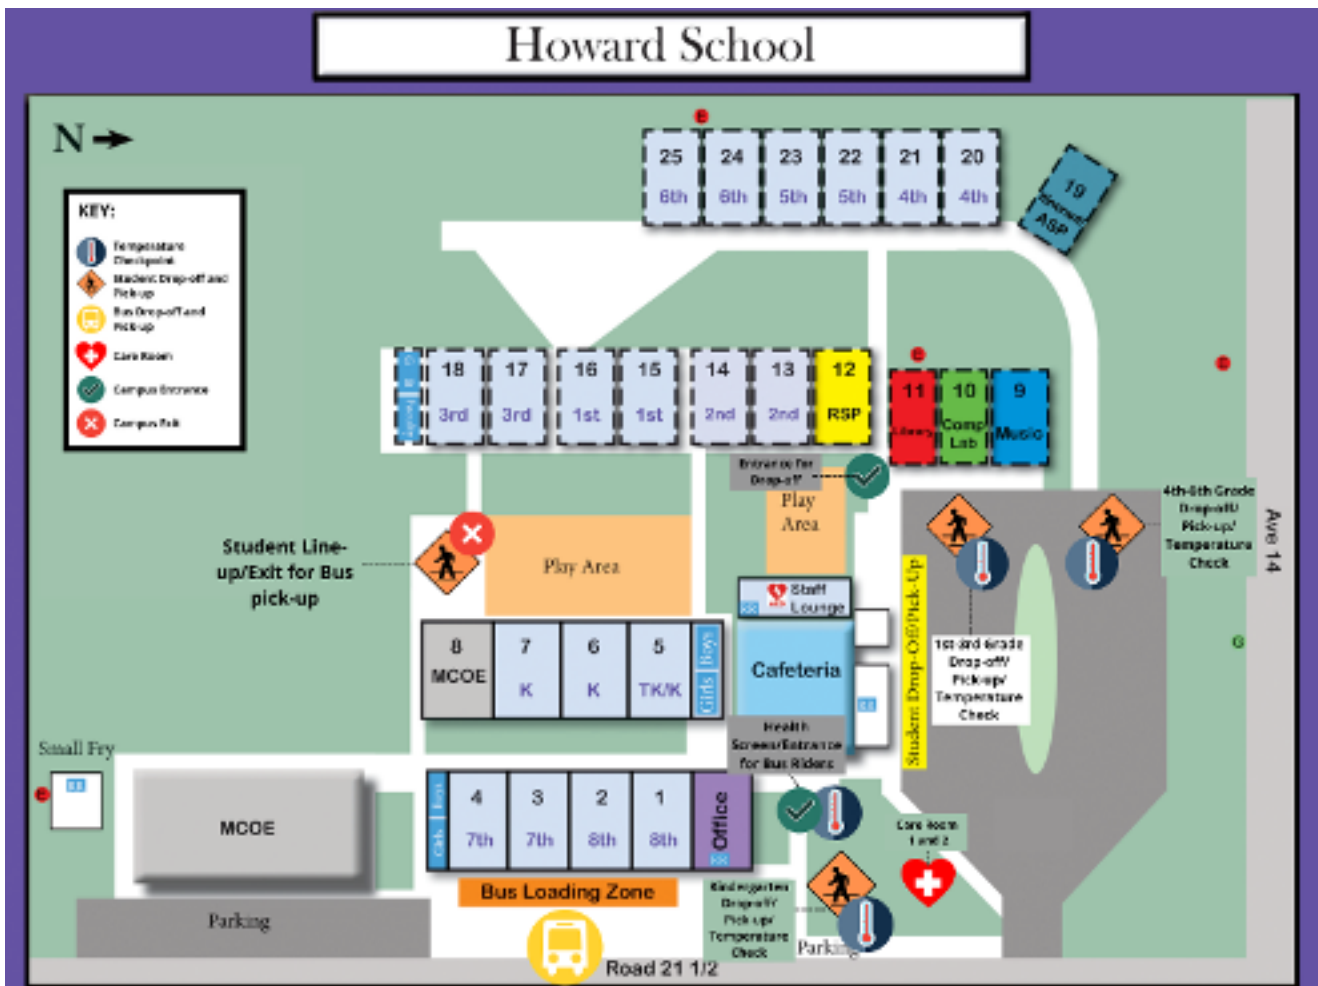 Howard School
N
KEY:
Temperature
Checkpoint
Student Drop-off and
Pick-up
Bus Drop-off and
Pick-up
Care Room
Campus Entrance
Campus Exit
E
25
6th
24
6th
23
5th
22
5th
21
4th
20
4th
19
ASP
18
3rd
17
3rd
16
1st
15
1st
14
2nd
13
2nd
12
RSP
E
11
Library
10
Comp
Lab
9
Music
E
Entrance for
Drop-off
Play
Area
4th-6th Grade
Drop-off/
Pick-up/
Temperature
Check
Ave 14
Student Line-
up/Exit for Bus
pick-up
Play Area
Staff
Lounge
Student Drop-Off/Pick-Up
1st-3rd Grade
Drop-off/
Pick-up/
Temperature
Check
G
8
MCOE
7
K
6
K
5
TK/K
Girls
Boys
Cafeteria
Health
Screen/Entrance
for Bus Riders
Small Fry
E
MCOE
Girls
Boys
4
7th
3
7th
2
8th
1
8th
Office
Care Room
1 and 2
Bus Loading Zone
Kindergarten
Drop-off/
Pick-up/
Temperature
Check
Parking
Parking
Road 21 1/2